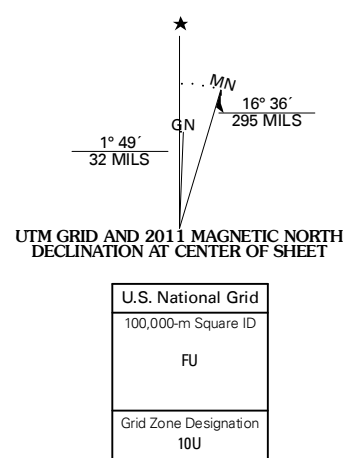 ★
MN
GN
16° 36´
295 MILS
1° 49´
32 MILS
UTM GRID AND 2011 MAGNETIC NORTH
DECLINATION AT CENTER OF SHEET
U.S. National Grid
100,000-m Square ID
FU
Grid Zone Designation
10U